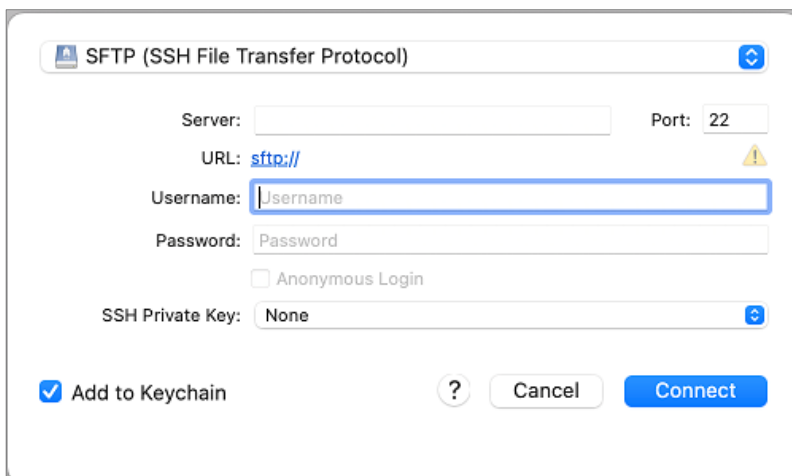 SFTP (SSH File Transfer Protocol)
Server: Port: 22
URL: sftp://
Username: Username
Password: Password
Anonymous Login
SSH Private Key: None
Add to Keychain ? Cancel Connect